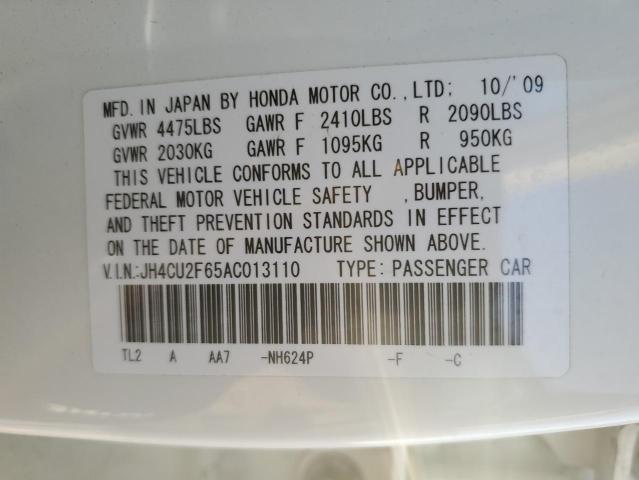 MFD. IN JAPAN BY HONDA MOTOR CO.,LTD; 10/'09
GVWR 4475LBS GAWR F 2410LBS R 2090LBS
GVWR 2030KG GAWR F 1095KG R 950KG
THIS VEHICLE CONFORMS TO ALL APPLICABLE
FEDERAL MOTOR VEHICLE SAFETY , BUMPER,
AND THEFT PREVENTION STANDARDS IN EFFECT
ON THE DATE OF MANUFACTURE SHOWN ABOVE.
V.I.N.:JH4CU2F65AC013110 TYPE: PASSENGER CAR
TL2 A AA7 -NH624P -F -C